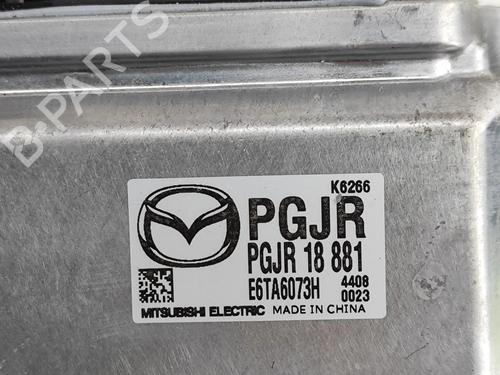 B-PARTS
K6266
PGJR
PGJR 18 881
E6TA6073H
4408
0023
MITSUBISHI ELECTRIC MADE IN CHINA